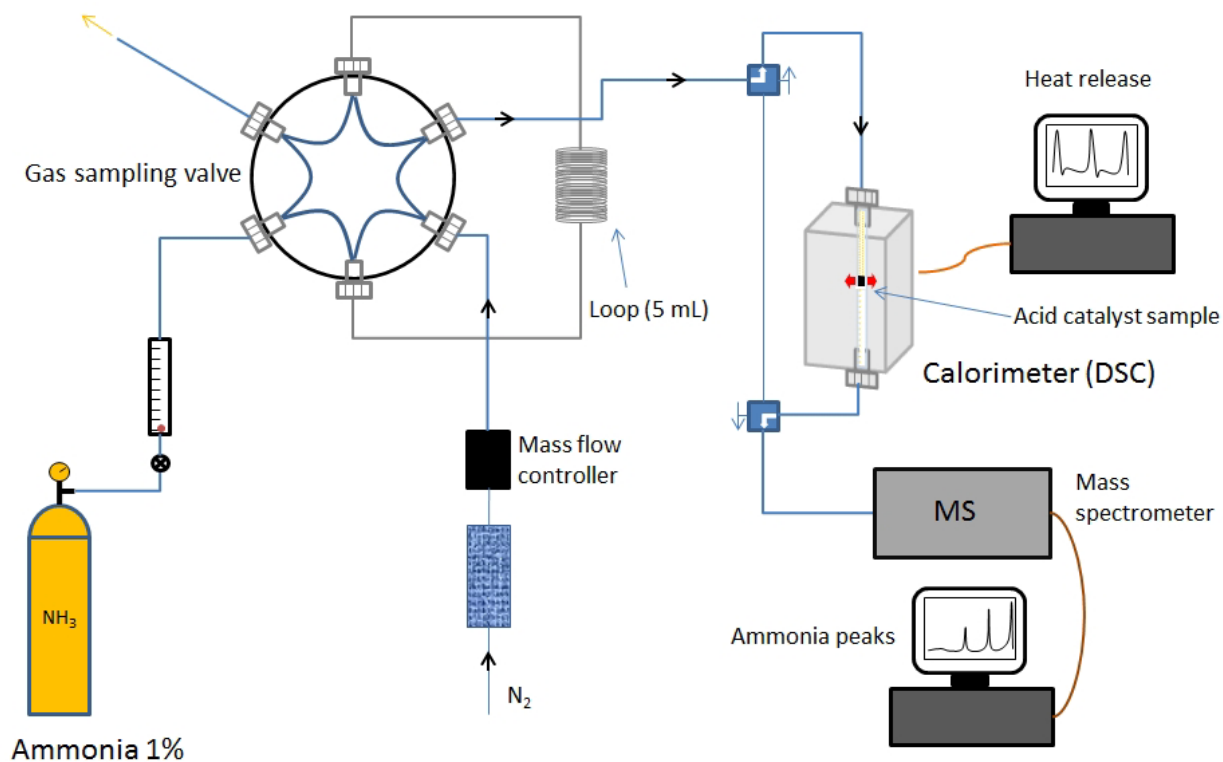 Heat release
Gas sampling valve
Loop (5 mL)
Acid catalyst sample
Calorimeter (DSC)
Mass flow
controller
Mass
spectrometer
MS
NH₃
Ammonia peaks
N₂
Ammonia 1%